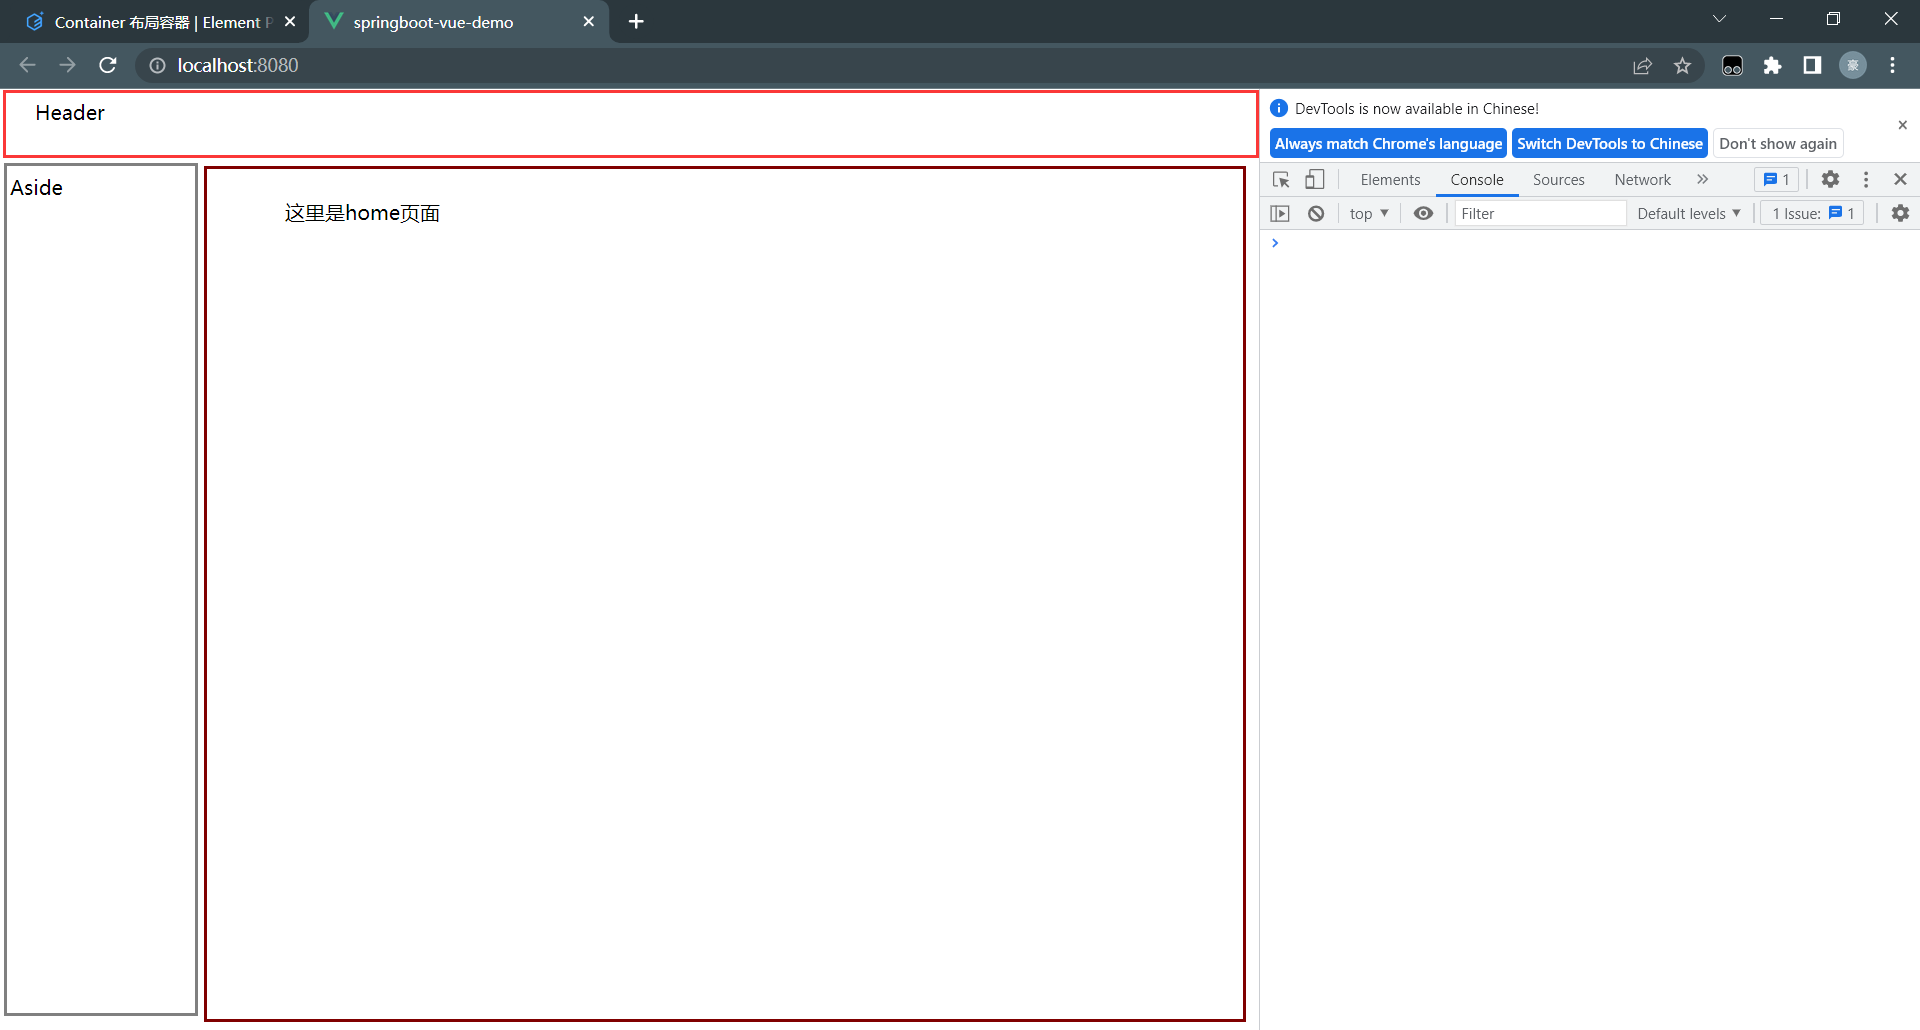 Container 布局容器 | Element P
springboot-vue-demo
localhost:8080
豪
Header
Aside
这里是home页面
DevTools is now available in Chinese!
Always match Chrome's language
Switch DevTools to Chinese
Don't show again
Elements
Console
Sources
Network
1
top
Filter
Default levels
1 Issue:
1